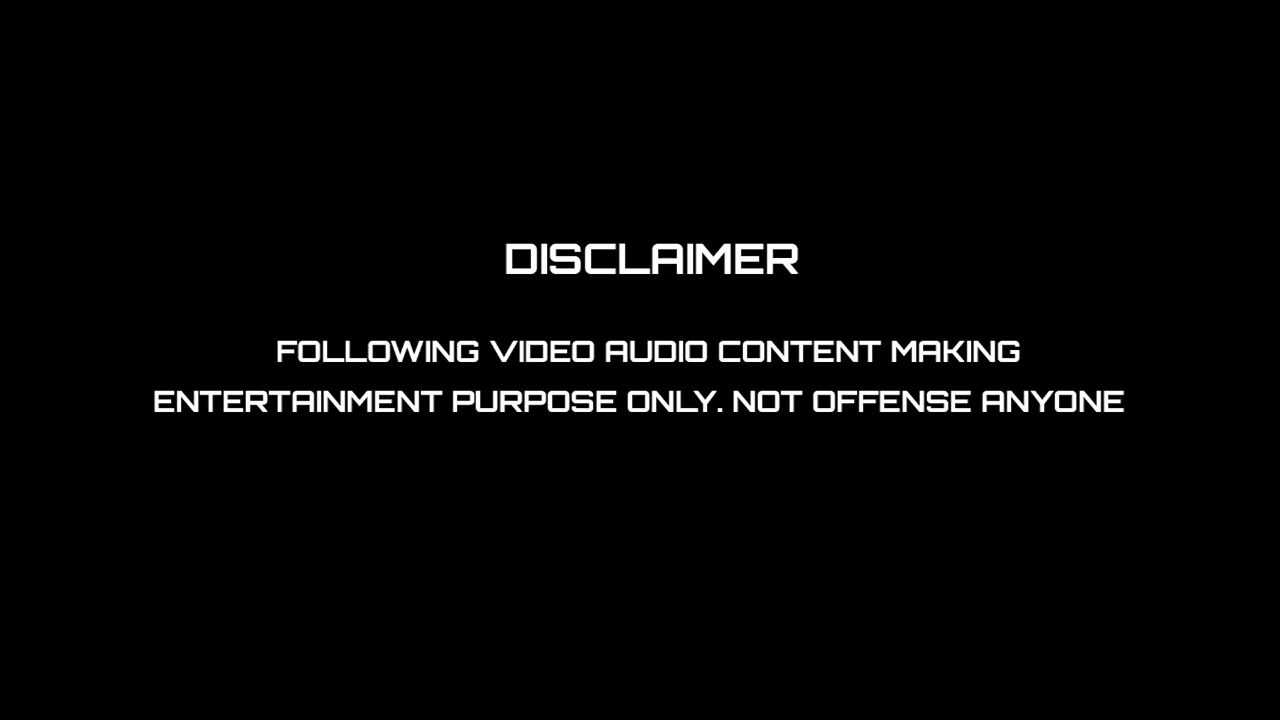 DISCLAIMER
FOLLOWING VIDEO AUDIO CONTENT MAKING
ENTERTAINMENT PURPOSE ONLY. NOT OFFENSE ANYONE